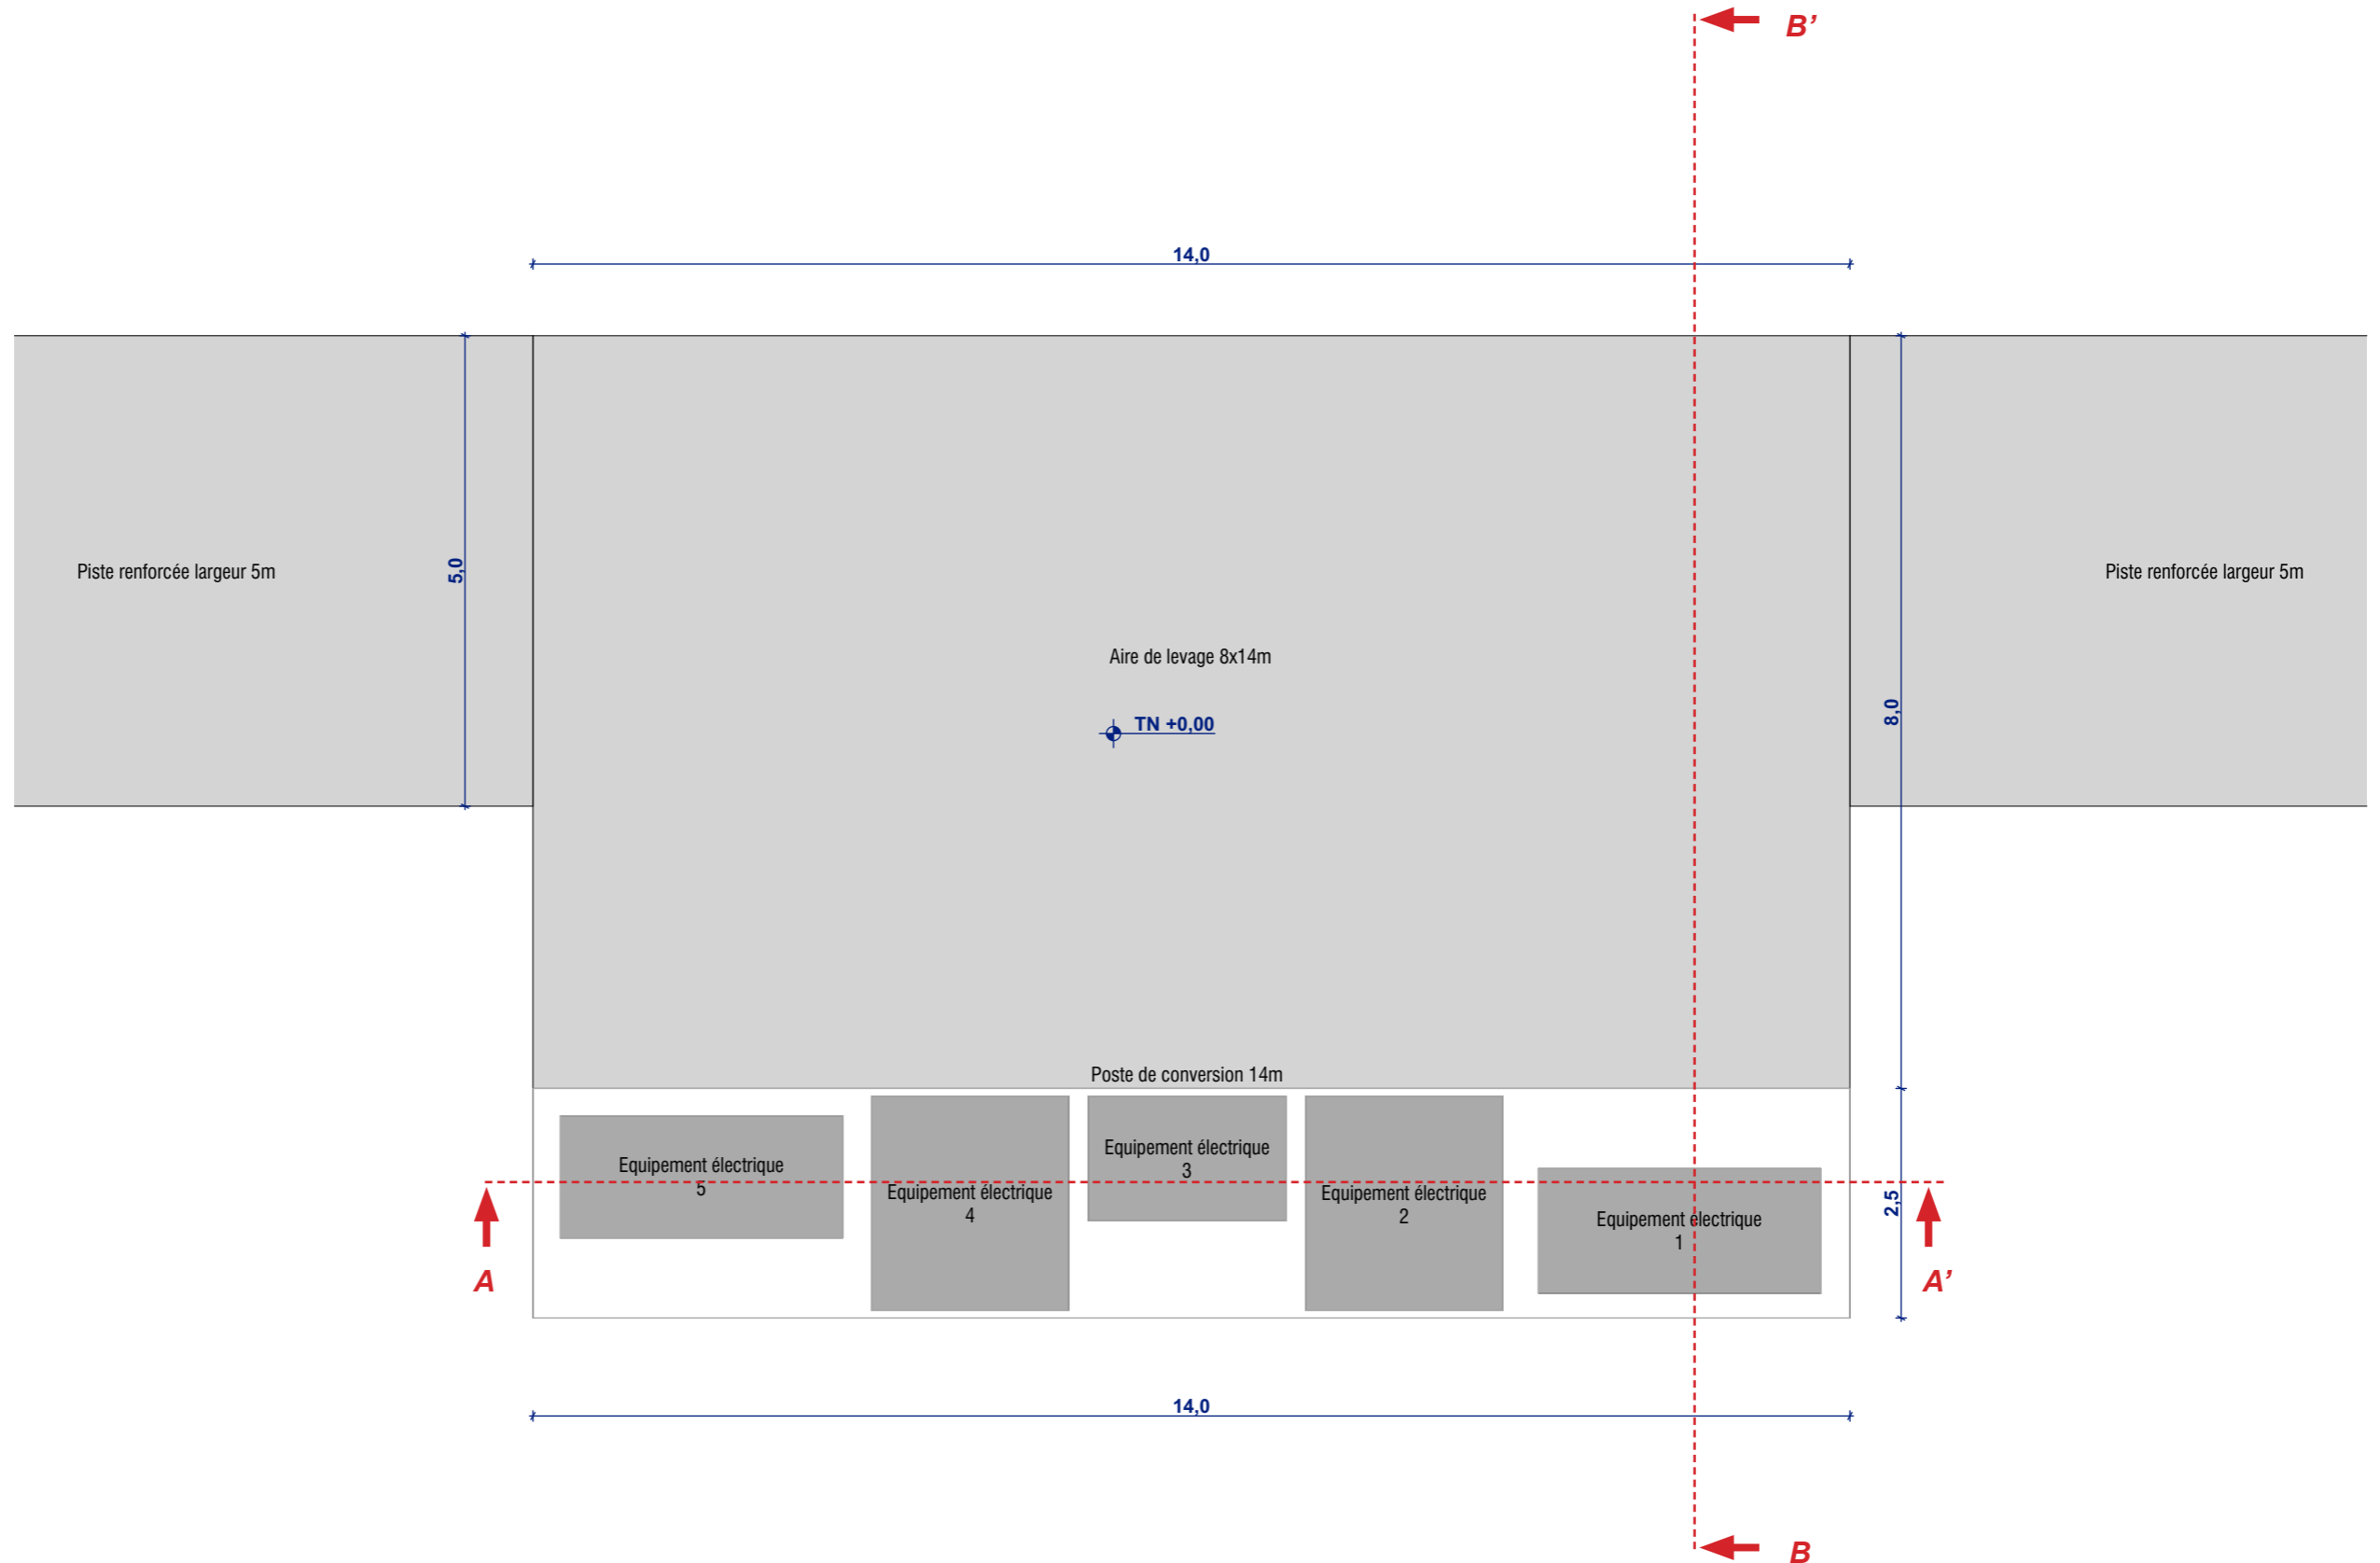 B’
14,0
Piste renforcée largeur 5m
5,0
Piste renforcée largeur 5m
Aire de levage 8x14m
8,0
TN +0,00
Poste de conversion 14m
Equipement électrique
5
Equipement électrique
4
Equipement électrique
3
Equipement électrique
2
Equipement électrique
1
2,5
A
A’
14,0
B